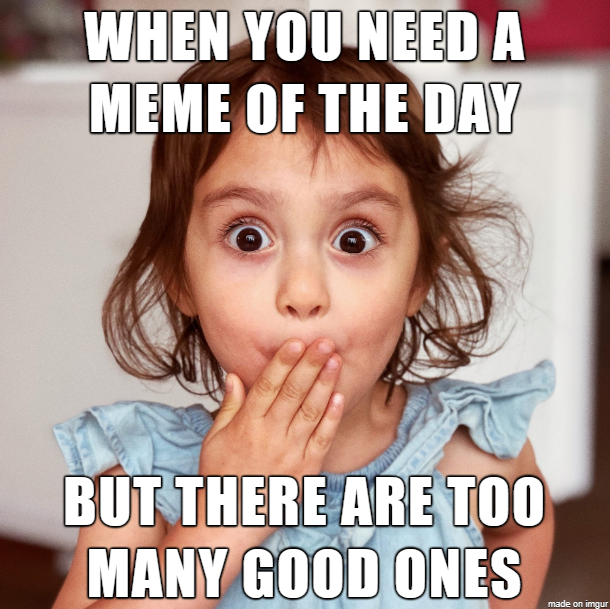 WHEN YOU NEED A
MEME OF THE DAY
BUT THERE ARE TOO
MANY GOOD ONES
made on imgur